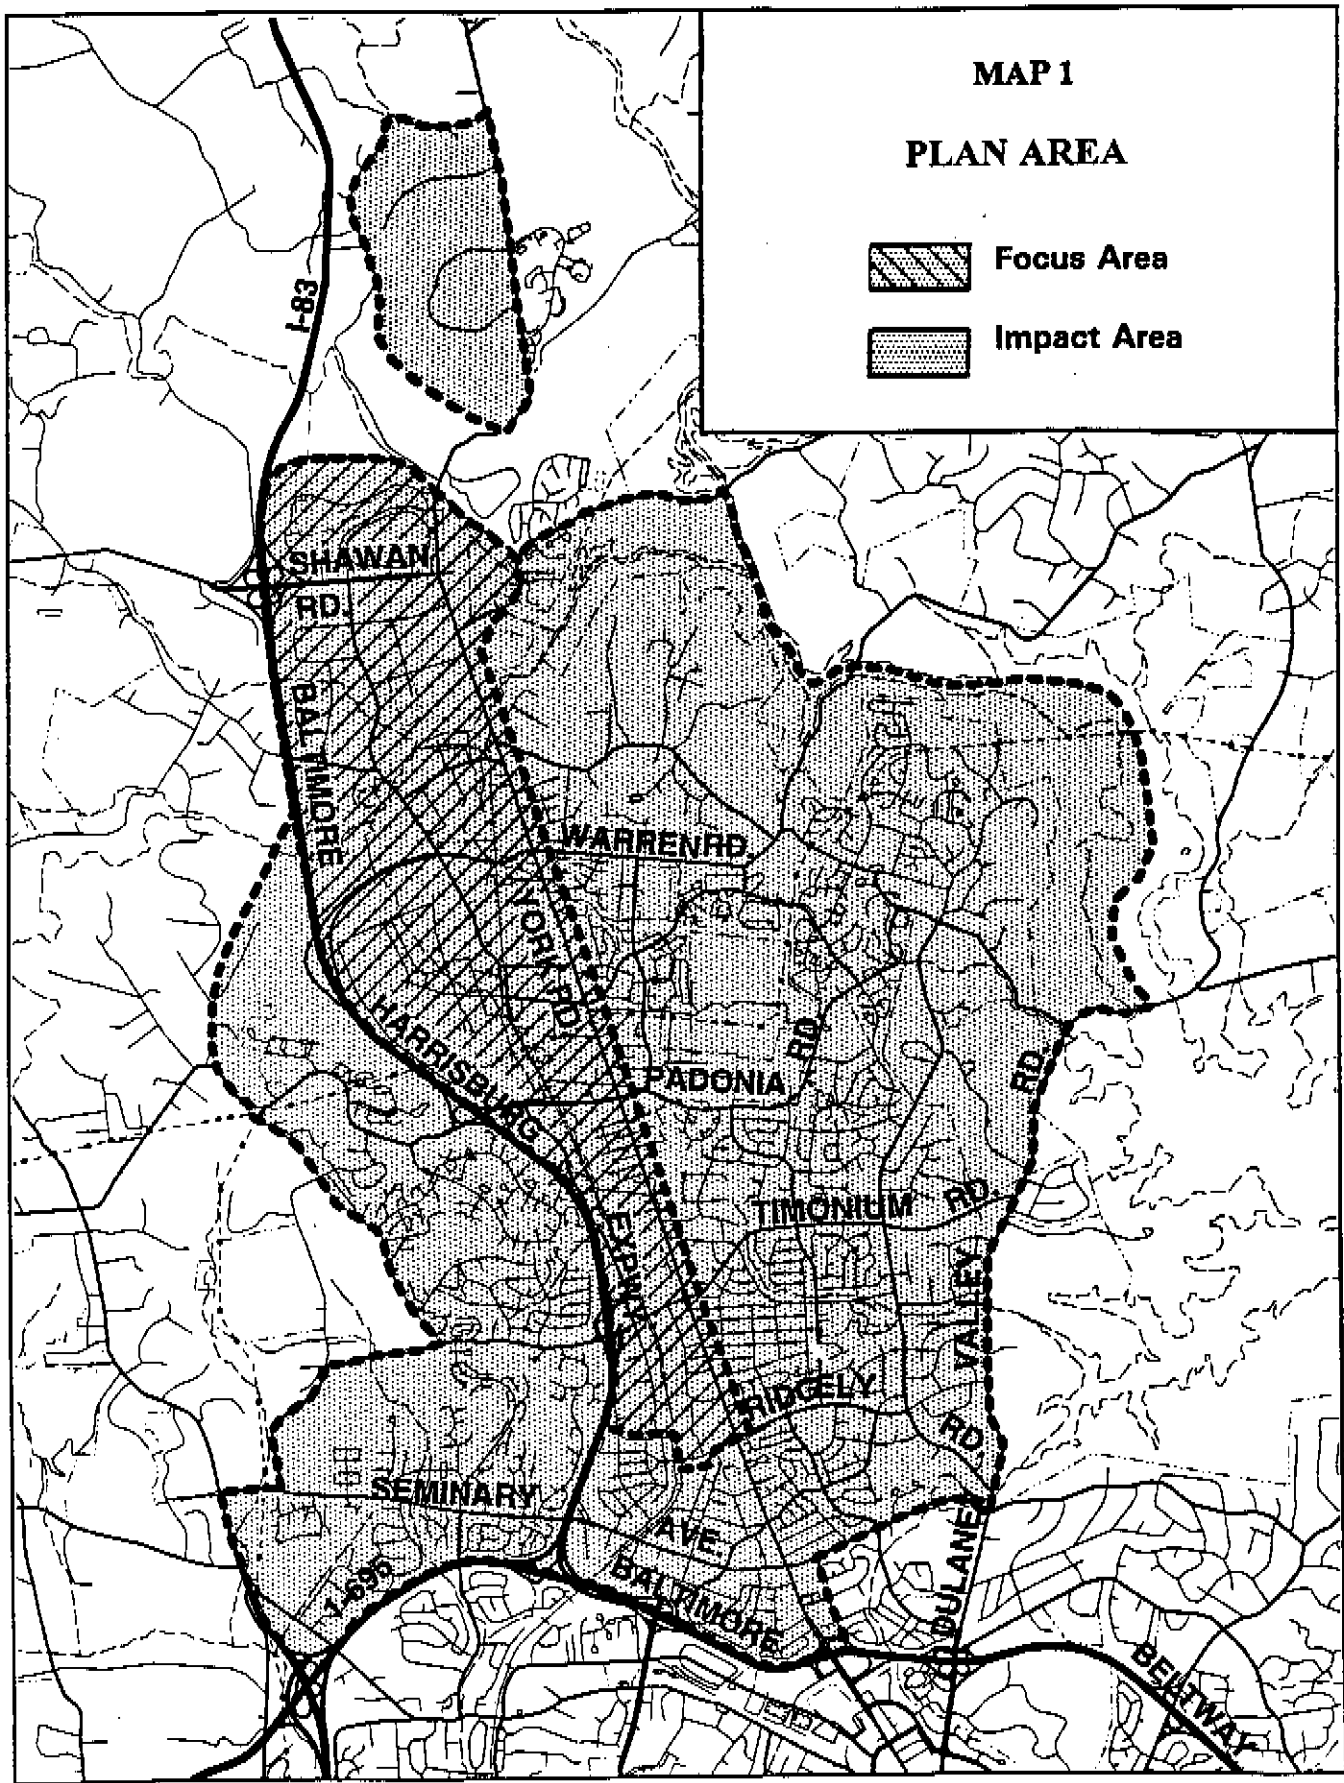 MAP 1
PLAN AREA
Focus Area
Impact Area
I-83
SHAWAN
RD.
BALTIMORE
WARREN RD.
YORK RD.
HARRISBURG
PADONIA
RD
RD.
TIMONIUM
RD.
EXPWY
VALLEY
RIDGELY
RD.
SEMINARY
AVE
DULANEY
I-695
BALTIMORE
BELTWAY